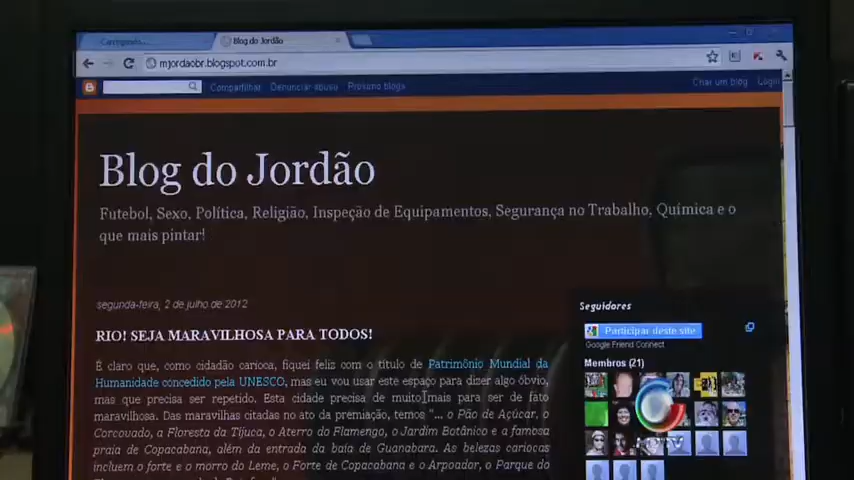 Carregando...
Blog do Jordão
mjordaobr.blogspot.com.br
Compartilhar Denunciar abuso Próximo blog» Criar um blog Login
Blog do Jordão
Futebol, Sexo, Política, Religião, Inspeção de Equipamentos, Segurança no Trabalho, Química e o
que mais pintar!
segunda-feira, 2 de julho de 2012
RIO! SEJA MARAVILHOSA PARA TODOS!
É claro que, como cidadão carioca, fiquei feliz com o título de Patrimônio Mundial da
Humanidade concedido pela UNESCO, mas eu vou usar este espaço para dizer algo óbvio,
mas que precisa ser repetido. Esta cidade precisa de muito mais para ser de fato
maravilhosa. Das maravilhas citadas no ato da premiação, temos "... o Pão de Açúcar, o
Corcovado, a Floresta da Tijuca, o Aterro do Flamengo, o Jardim Botânico e a famosa
praia de Copacabana, além da entrada da baía de Guanabara. As belezas cariocas
incluem o forte e o morro do Leme, o Forte de Copacabana e o Arpoador, o Parque do
Seguidores
Participar deste site
Google Friend Connect
Membros (21)